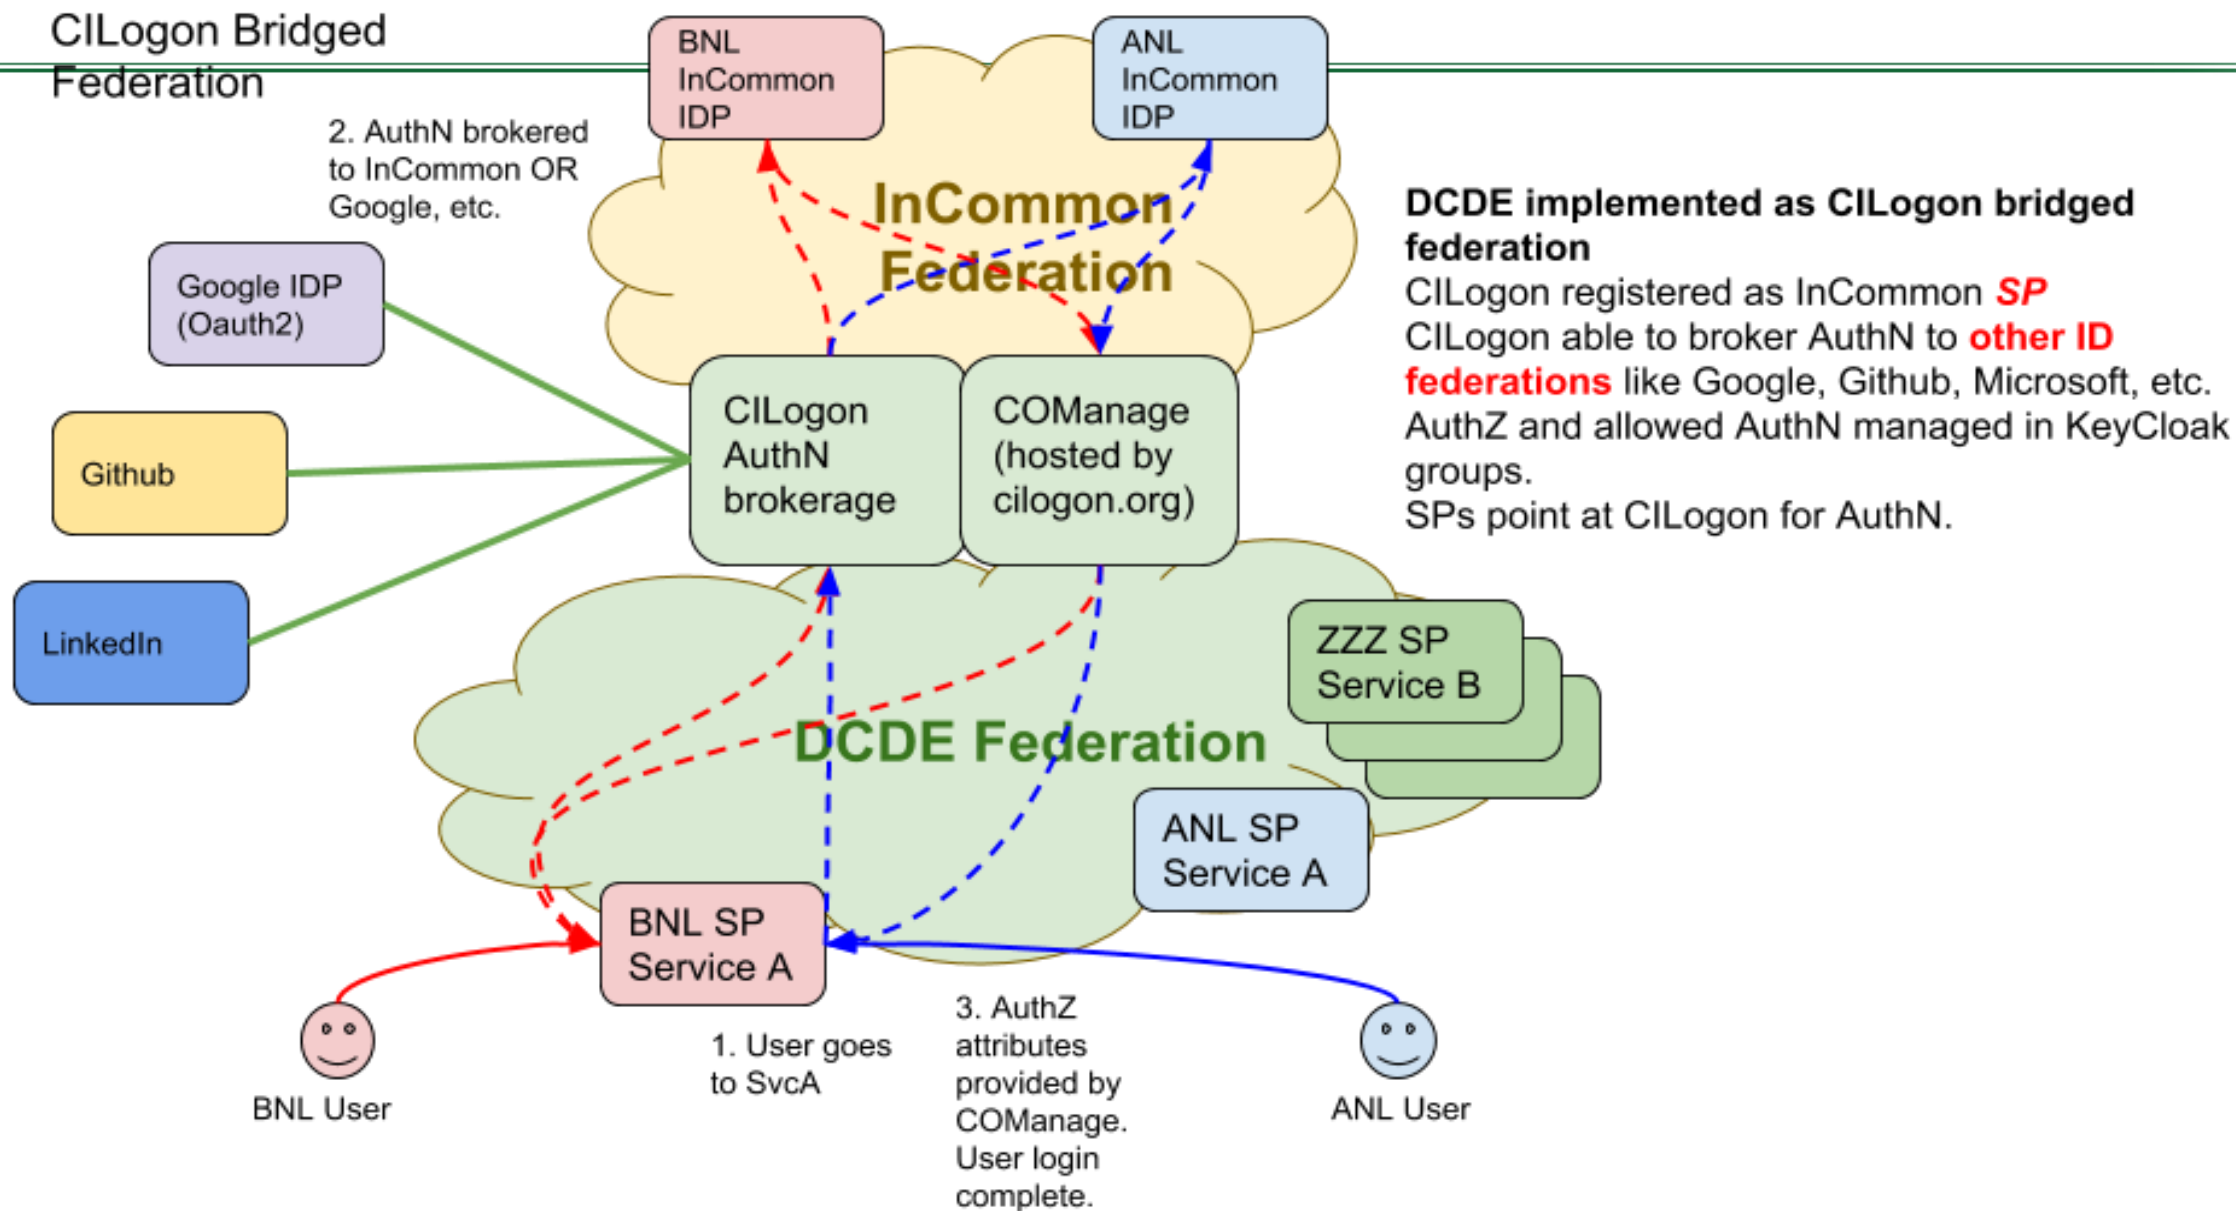 CILogon Bridged
Federation
BNL
InCommon
IDP
ANL
InCommon
IDP
2. AuthN brokered
to InCommon OR
Google, etc.
InCommon
Federation
Google IDP
(Oauth2)
Github
LinkedIn
CILogon
AuthN
brokerage
COManage
(hosted by
cilogon.org)
DCDE implemented as CILogon bridged
federation
CILogon registered as InCommon SP
CILogon able to broker AuthN to other ID
federations like Google, Github, Microsoft, etc.
AuthZ and allowed AuthN managed in KeyCloak
groups.
SPs point at CILogon for AuthN.
ZZZ SP
Service B
DCDE Federation
ANL SP
Service A
BNL SP
Service A
1. User goes
to SvcA
3. AuthZ
attributes
provided by
COManage.
User login
complete.
BNL User
ANL User